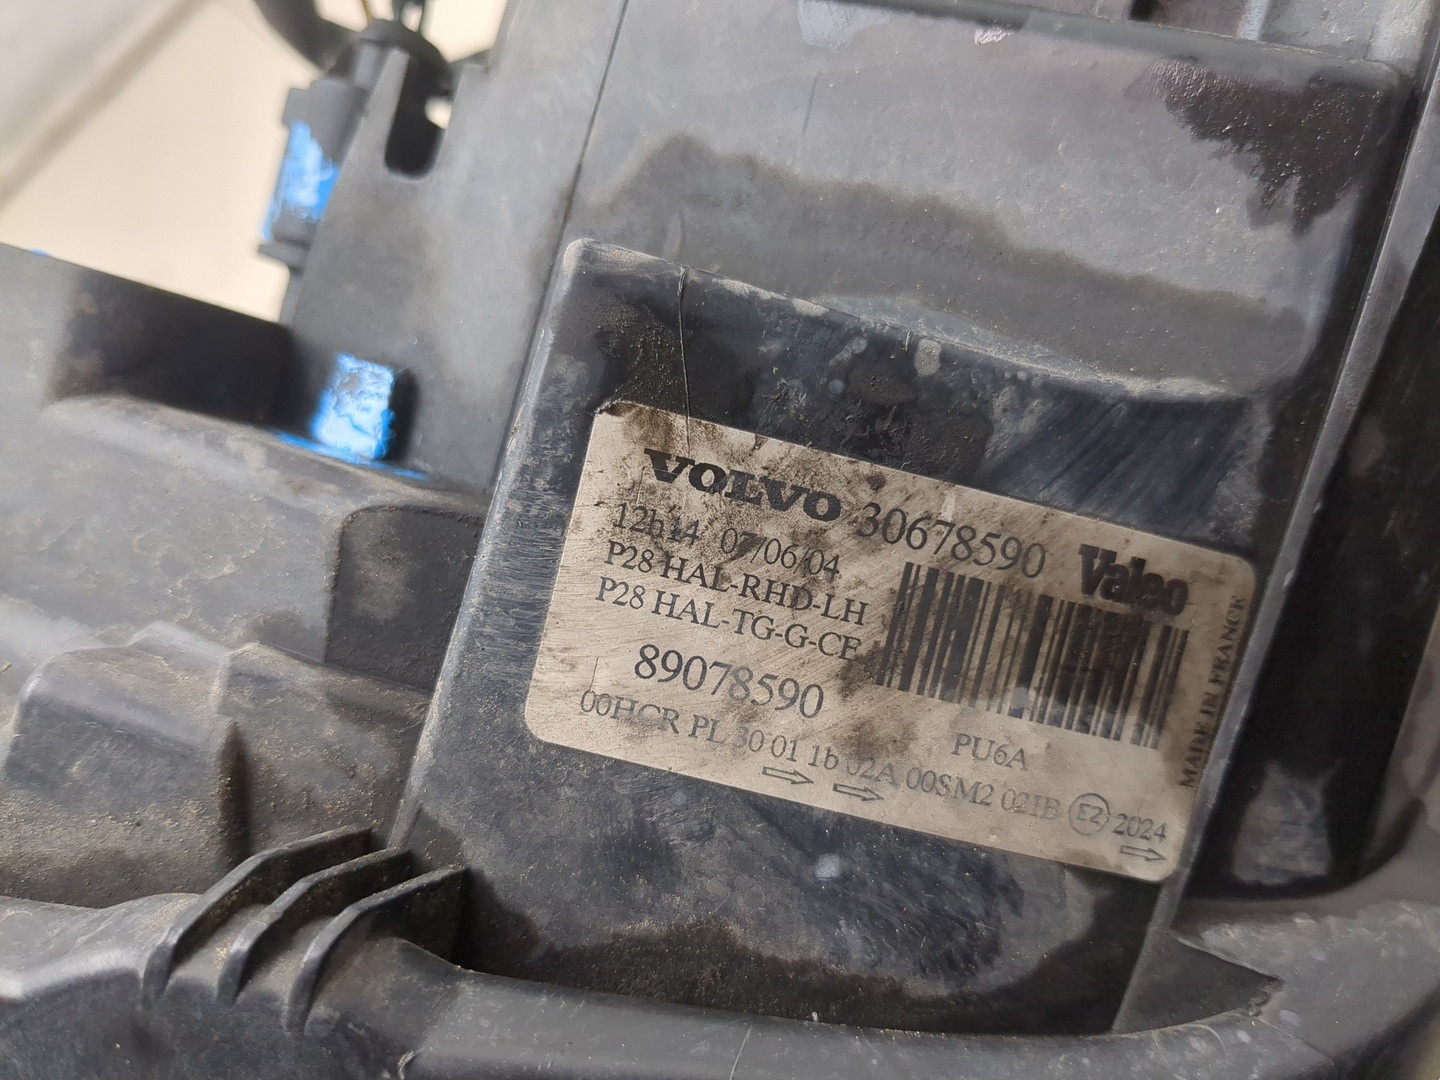 VOLVO 30678590 Valeo
12h14 07/06/04
P28 HAL-RHD-LH
P28 HAL-TG-G-CE
89078590
PU6A
00HCR PL 30 01 1b 02A 00SM2 021B E2 2024
MADE IN FRANCE